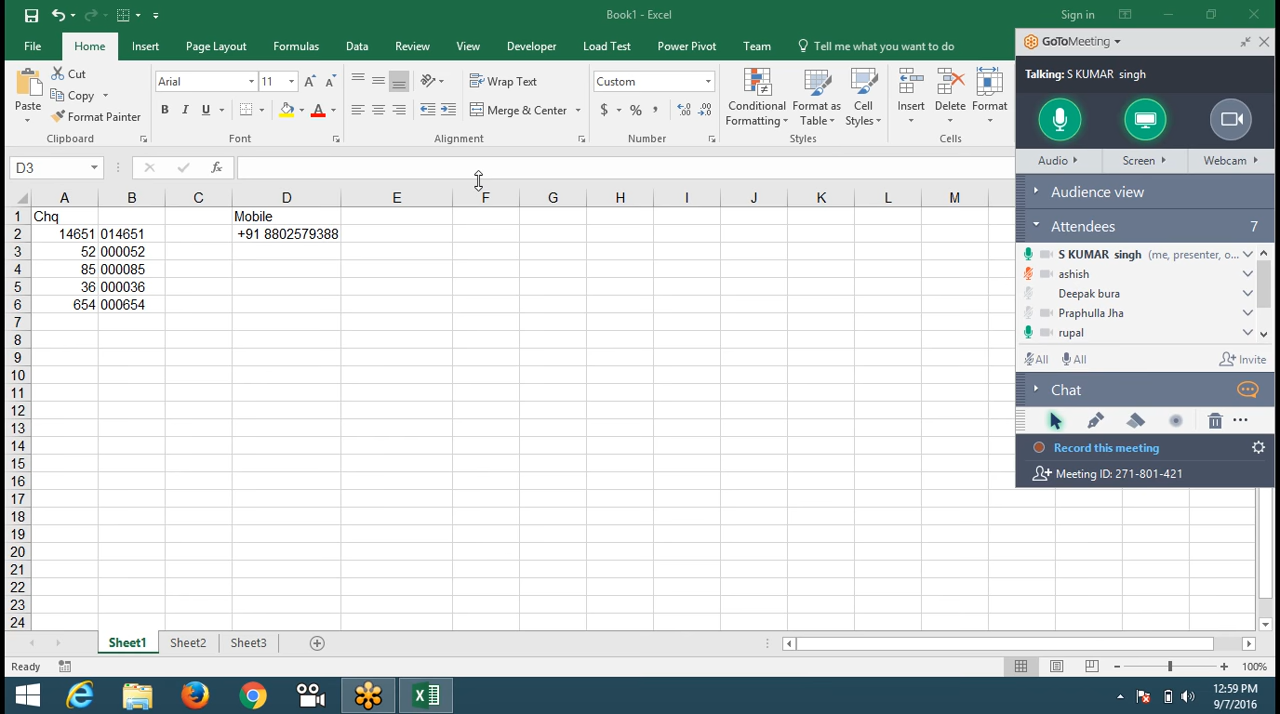 Book1 - Excel
Sign in
File Home Insert Page Layout Formulas Data Review View Developer Load Test Power Pivot Team Tell me what you want to do
Cut
Copy
Format Painter
Paste
Clipboard
Arial 11
B I U
A
Font
Wrap Text
Merge & Center
Alignment
Custom
$ % ,
Number
Conditional Formatting
Format as Table
Cell Styles
Styles
Insert
Delete
Format
Cells
D3
fx
A B C D E F G H I J K L M
1 Chq Mobile
2 14651 014651 +91 8802579388
3 52 000052
4 85 000085
5 36 000036
6 654 000654
7
8
9
10
11
12
13
14
15
16
17
18
19
20
21
22
23
24
Sheet1 Sheet2 Sheet3
Ready
100%
GoToMeeting
Talking: S KUMAR singh
Audio Screen Webcam
Audience view
Attendees 7
S KUMAR singh (me, presenter, o...
ashish
Deepak bura
Praphulla Jha
rupal
All All Invite
Chat
Record this meeting
Meeting ID: 271-801-421
12:59 PM
9/7/2016